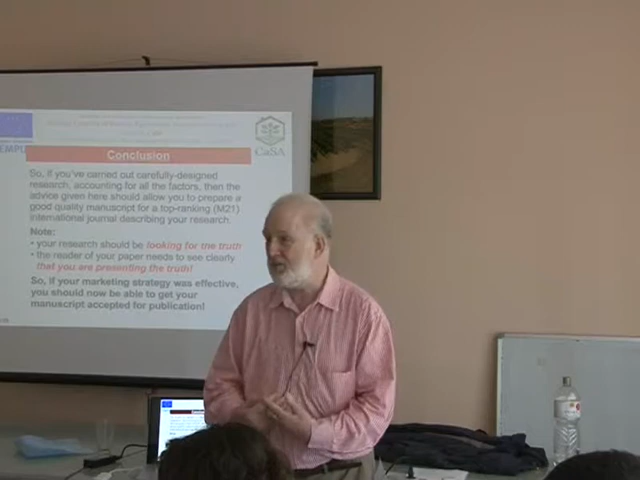 TEMPU
CaSA
Conclusion
So, if you've carried out carefully-designed
research, accounting for all the factors, then the
advice given here should allow you to prepare a
good quality manuscript for a top-ranking (M21)
international journal describing your research.
Note:
• your research should be looking for the truth
• the reader of your paper needs to see clearly
that you are presenting the truth!
So, if your marketing strategy was effective,
you should now be able to get your
manuscript accepted for publication!